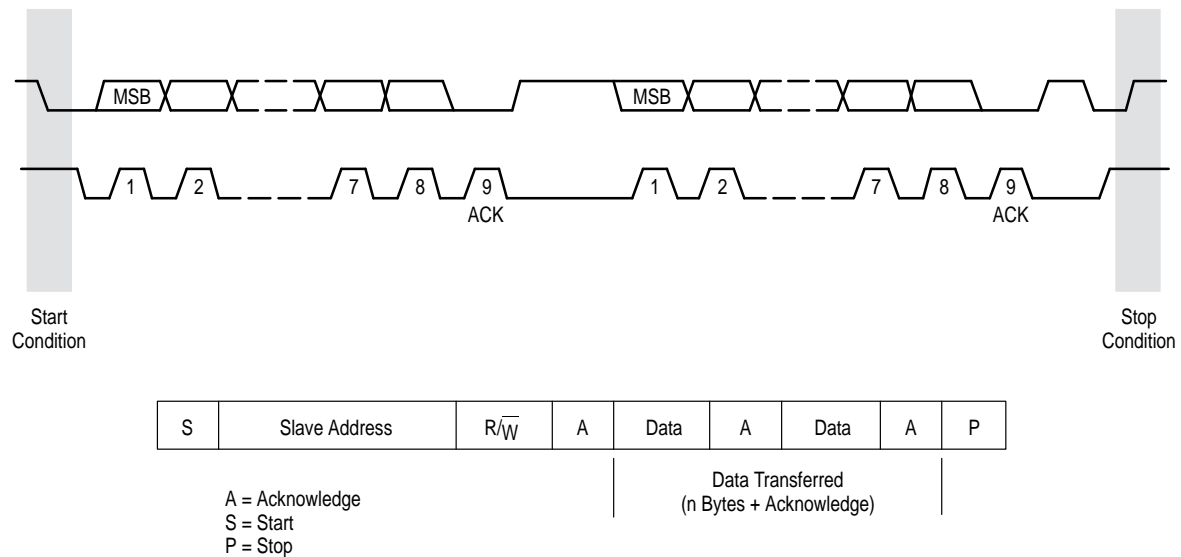 MSB MSB
1 2 7 8 9 1 2 7 8 9
ACK ACK
Start
Condition
Stop
Condition
S Slave Address R/W̅ A Data A Data A P
Data Transferred
(n Bytes + Acknowledge)
A = Acknowledge
S = Start
P = Stop